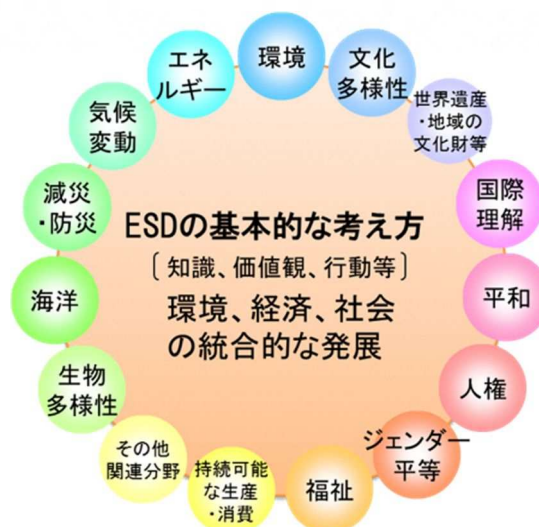 環境
文化
多様性
世界遺産
・地域の
文化財等
国際
理解
平和
人権
ジェンダー
平等
福祉
持続可能
な生産
・消費
その他
関連分野
生物
多様性
海洋
減災
・防災
気候
変動
エネ
ルギー
ESDの基本的な考え方
［知識、価値観、行動等］
環境、経済、社会
の統合的な発展